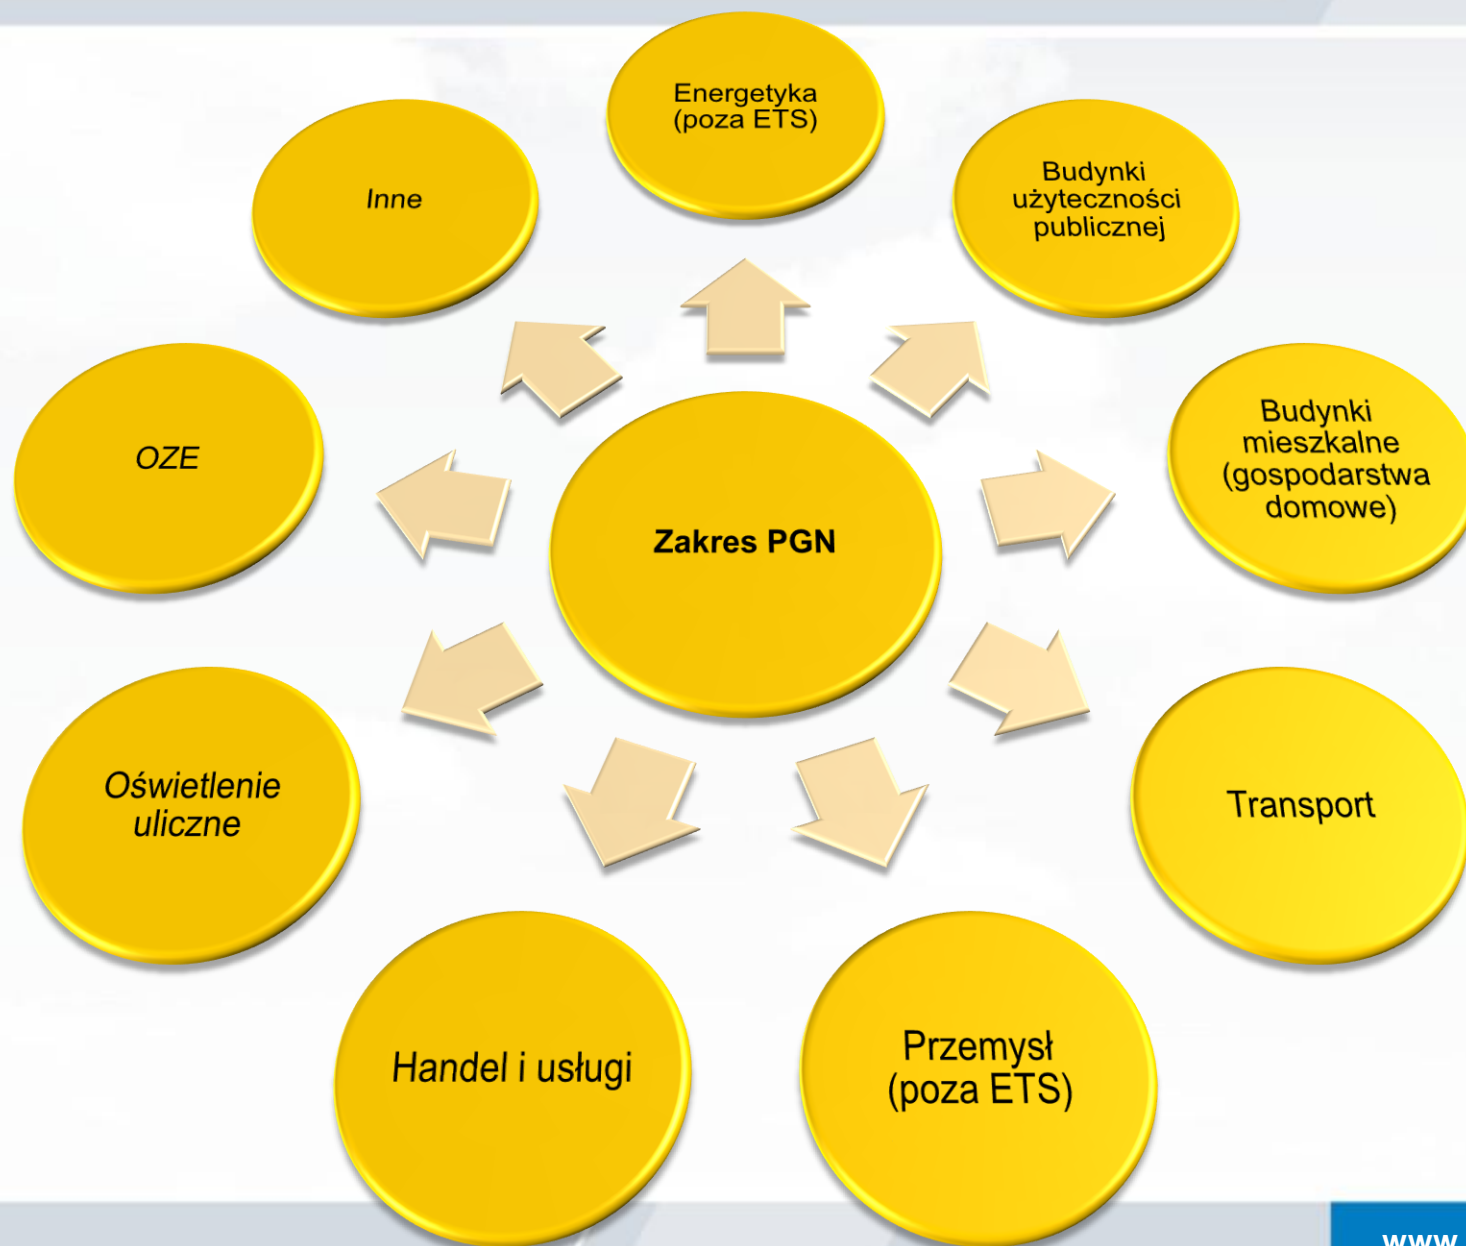 Energetyka
(poza ETS)
Budynki
użyteczności
publicznej
Budynki
mieszkalne
(gospodarstwa
domowe)
Transport
Przemysł
(poza ETS)
Handel i usługi
Oświetlenie
uliczne
OZE
Inne
Zakres PGN
www.